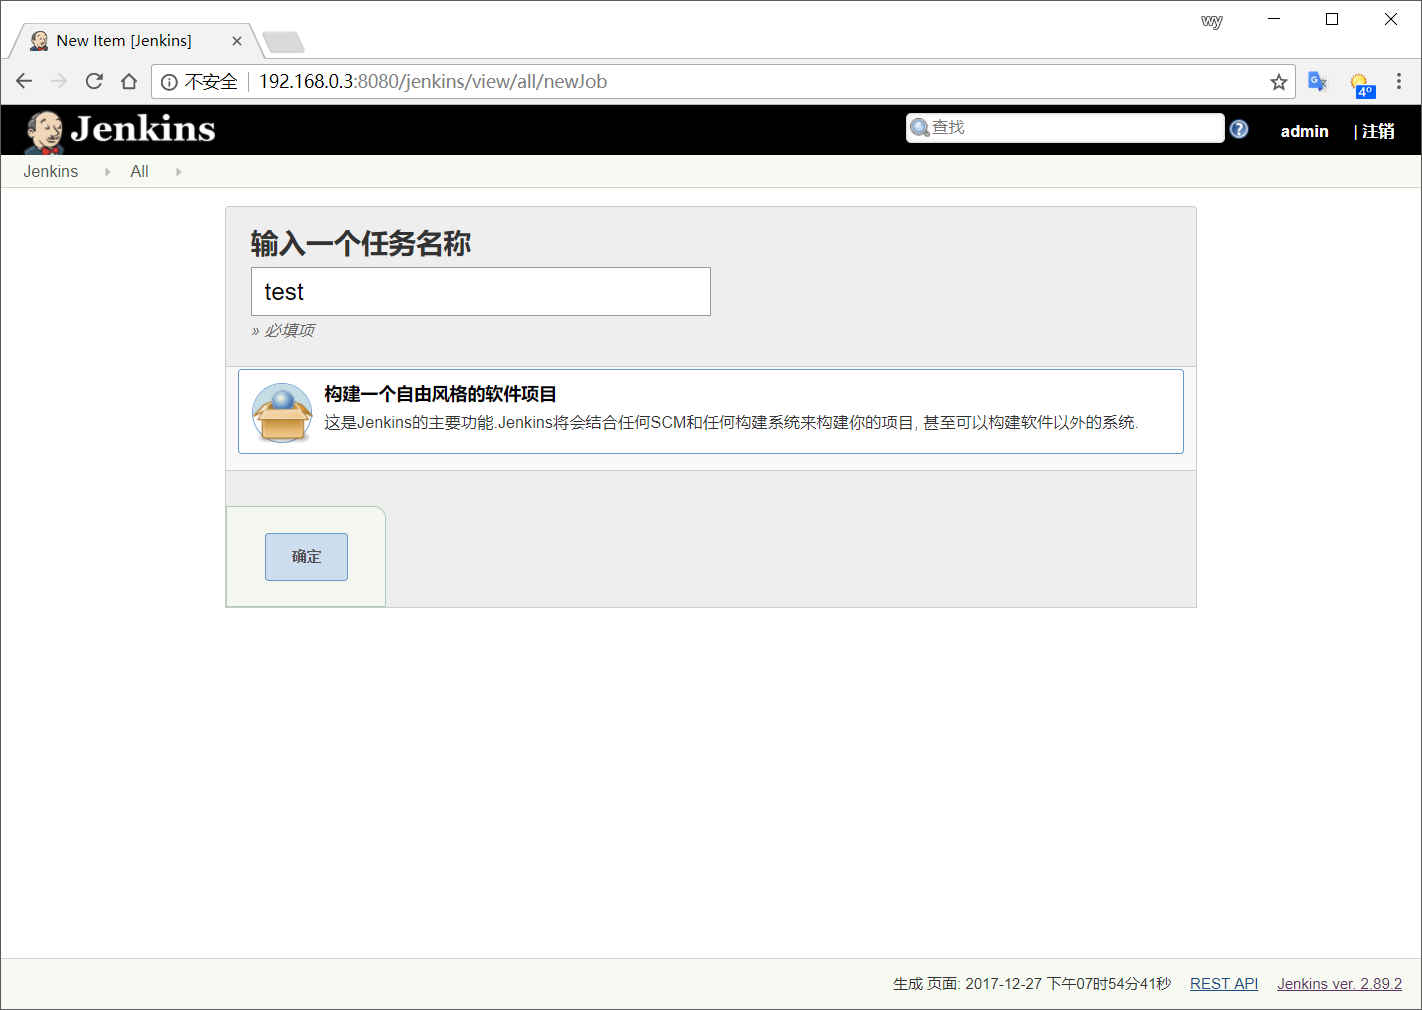 wy
New Item [Jenkins]
不安全 192.168.0.3:8080/jenkins/view/all/newJob
4°
Jenkins 查找 admin | 注销
Jenkins All
输入一个任务名称
test
» 必填项
构建一个自由风格的软件项目
这是Jenkins的主要功能.Jenkins将会结合任何SCM和任何构建系统来构建你的项目, 甚至可以构建软件以外的系统.
确定
生成 页面: 2017-12-27 下午07时54分41秒 REST API Jenkins ver. 2.89.2